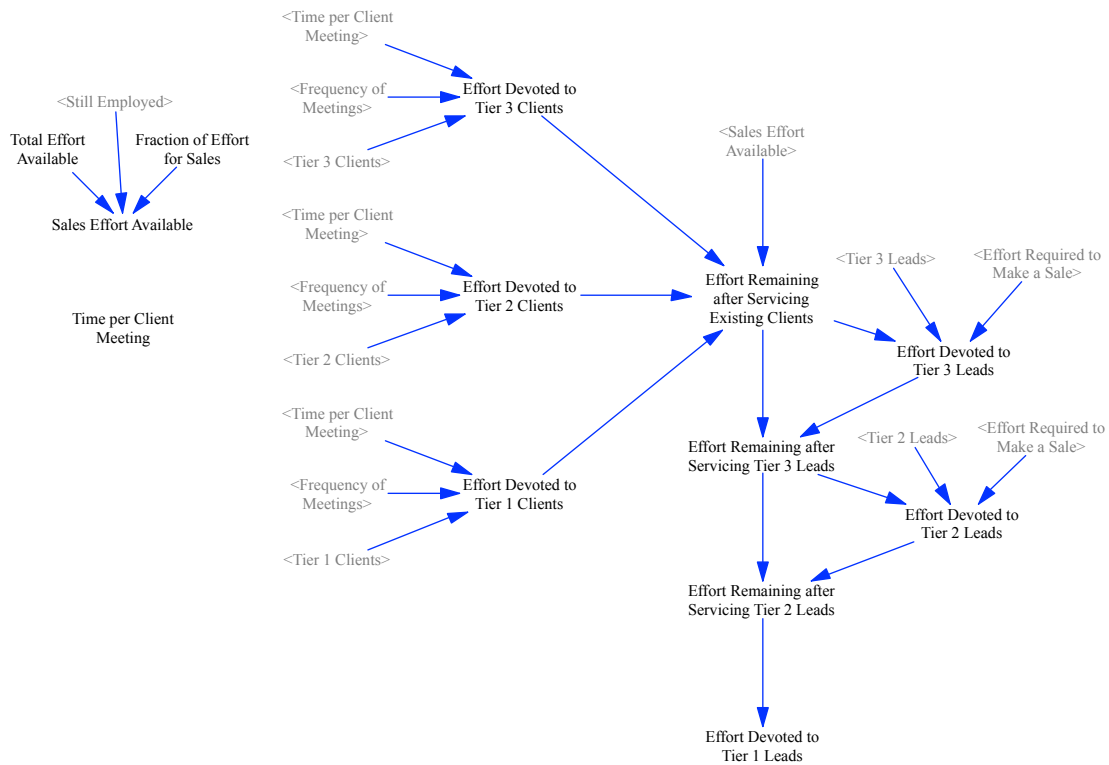 <Time per Client
Meeting>
<Still Employed>
Total Effort
Available
Fraction of Effort
for Sales
Sales Effort Available
Time per Client
Meeting
<Frequency of
Meetings>
Effort Devoted to
Tier 3 Clients
<Tier 3 Clients>
<Time per Client
Meeting>
<Frequency of
Meetings>
Effort Devoted to
Tier 2 Clients
<Tier 2 Clients>
<Time per Client
Meeting>
<Frequency of
Meetings>
Effort Devoted to
Tier 1 Clients
<Tier 1 Clients>
<Sales Effort
Available>
Effort Remaining
after Servicing
Existing Clients
<Tier 3 Leads>
<Effort Required to
Make a Sale>
Effort Devoted to
Tier 3 Leads
Effort Remaining after
Servicing Tier 3 Leads
<Tier 2 Leads>
<Effort Required to
Make a Sale>
Effort Devoted to
Tier 2 Leads
Effort Remaining after
Servicing Tier 2 Leads
Effort Devoted to
Tier 1 Leads